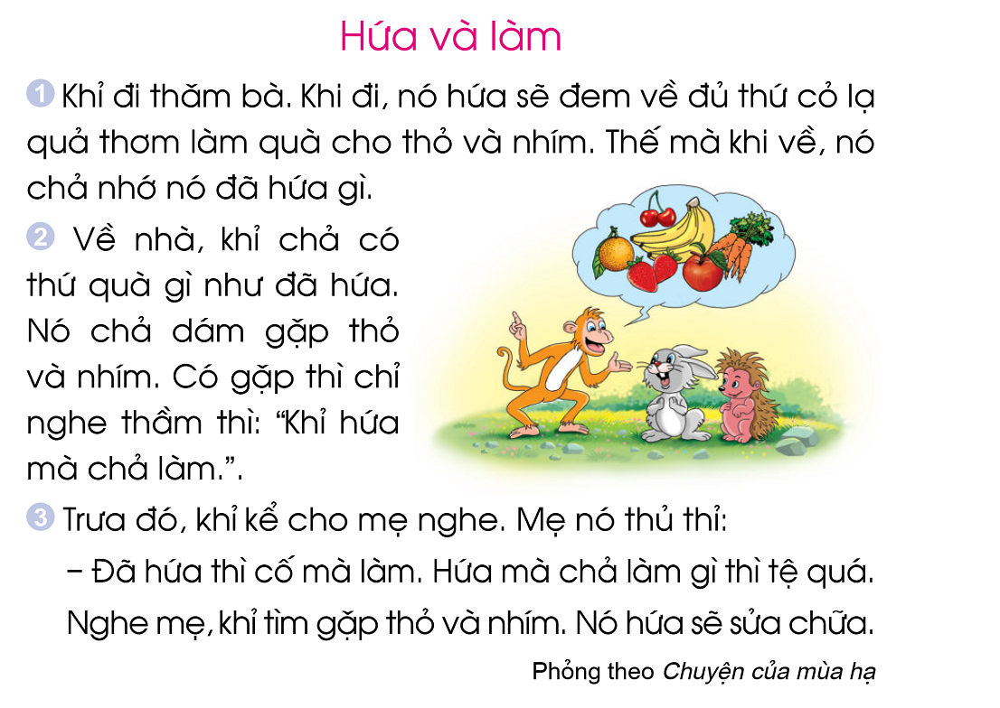 Hứa và làm
1 Khỉ đi thăm bà. Khi đi, nó hứa sẽ đem về đủ thứ cỏ lạ
quả thơm làm quà cho thỏ và nhím. Thế mà khi về, nó
chả nhớ nó đã hứa gì.
2 Về nhà, khỉ chả có
thứ quà gì như đã hứa.
Nó chả dám gặp thỏ
và nhím. Có gặp thì chỉ
nghe thầm thì: “Khỉ hứa
mà chả làm.”.
3 Trưa đó, khỉ kể cho mẹ nghe. Mẹ nó thủ thỉ:
– Đã hứa thì cố mà làm. Hứa mà chả làm gì thì tệ quá.
Nghe mẹ, khỉ tìm gặp thỏ và nhím. Nó hứa sẽ sửa chữa.
Phỏng theo Chuyện của mùa hạ